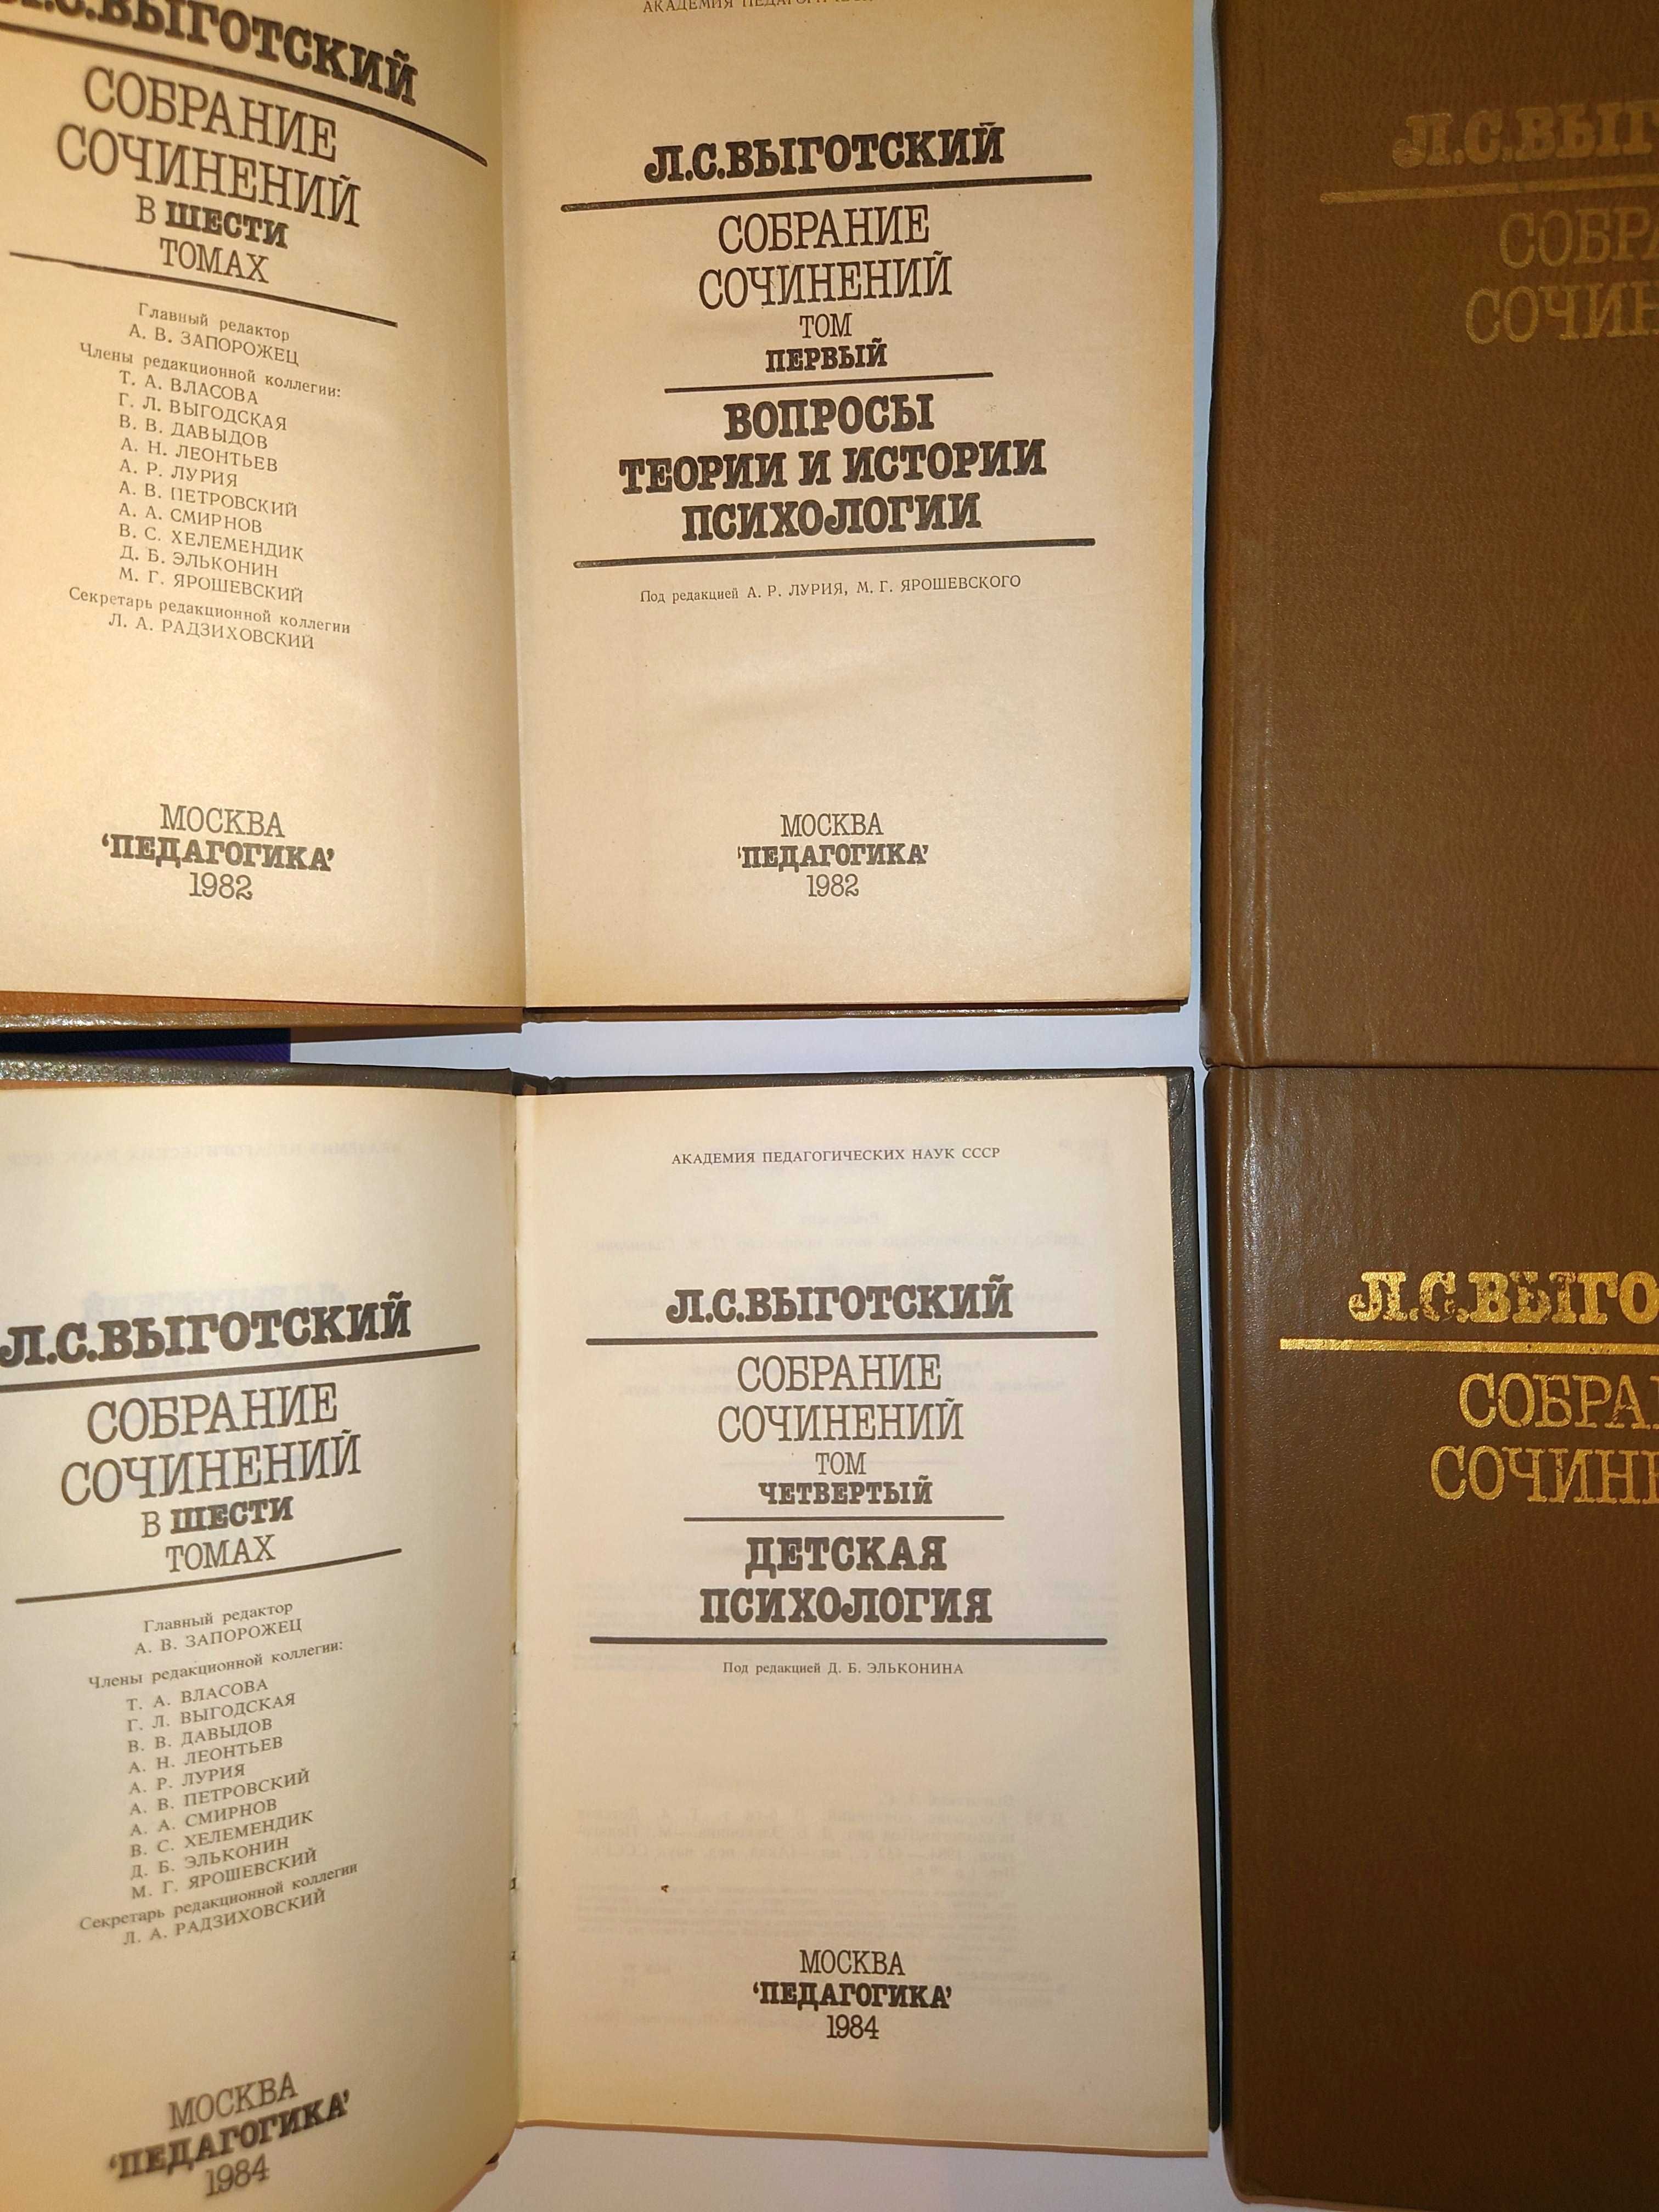 ВЫГОТСКИЙ
СОБРАНИЕ
СОЧИНЕНИЙ
В ШЕСТИ
ТОМАХ
Главный редактор
А. В. ЗАПОРОЖЕЦ
Члены редакционной коллегии:
Т. А. ВЛАСОВА
Г. Л. ВЫГОДСКАЯ
В. В. ДАВЫДОВ
А. Н. ЛЕОНТЬЕВ
А. Р. ЛУРИЯ
А. В. ПЕТРОВСКИЙ
А. А. СМИРНОВ
В. С. ХЕЛЕМЕНДИК
Д. Б. ЭЛЬКОНИН
М. Г. ЯРОШЕВСКИЙ
Секретарь редакционной коллегии
Л. А. РАДЗИХОВСКИЙ
МОСКВА
'ПЕДАГОГИКА'
1982
АКАДЕМИЯ
Л.С.ВЫГОТСКИЙ
СОБРАНИЕ
СОЧИНЕНИЙ
ТОМ
ПЕРВЫЙ
ВОПРОСЫ
ТЕОРИИ И ИСТОРИИ
ПСИХОЛОГИИ
Под редакцией А. Р. ЛУРИЯ, М. Г. ЯРОШЕВСКОГО
МОСКВА
'ПЕДАГОГИКА'
1982
Л.С.ВЫГ
СОБРА
СОЧИН
Л.С.ВЫГОТСКИЙ
СОБРАНИЕ
СОЧИНЕНИЙ
В ШЕСТИ
ТОМАХ
Главный редактор
А. В. ЗАПОРОЖЕЦ
Члены редакционной коллегии:
Т. А. ВЛАСОВА
Г. Л. ВЫГОДСКАЯ
В. В. ДАВЫДОВ
А. Н. ЛЕОНТЬЕВ
А. Р. ЛУРИЯ
А. В. ПЕТРОВСКИЙ
А. А. СМИРНОВ
В. С. ХЕЛЕМЕНДИК
Д. Б. ЭЛЬКОНИН
М. Г. ЯРОШЕВСКИЙ
Секретарь редакционной коллегии
Л. А. РАДЗИХОВСКИЙ
МОСКВА
'ПЕДАГОГИКА'
1984
АКАДЕМИЯ ПЕДАГОГИЧЕСКИХ НАУК СССР
Л.С.ВЫГОТСКИЙ
СОБРАНИЕ
СОЧИНЕНИЙ
ТОМ
ЧЕТВЕРТЫЙ
ДЕТСКАЯ
ПСИХОЛОГИЯ
Под редакцией Д. Б. ЭЛЬКОНИНА
МОСКВА
'ПЕДАГОГИКА'
1984
Л.С.ВЫГО
СОБРА
СОЧИН